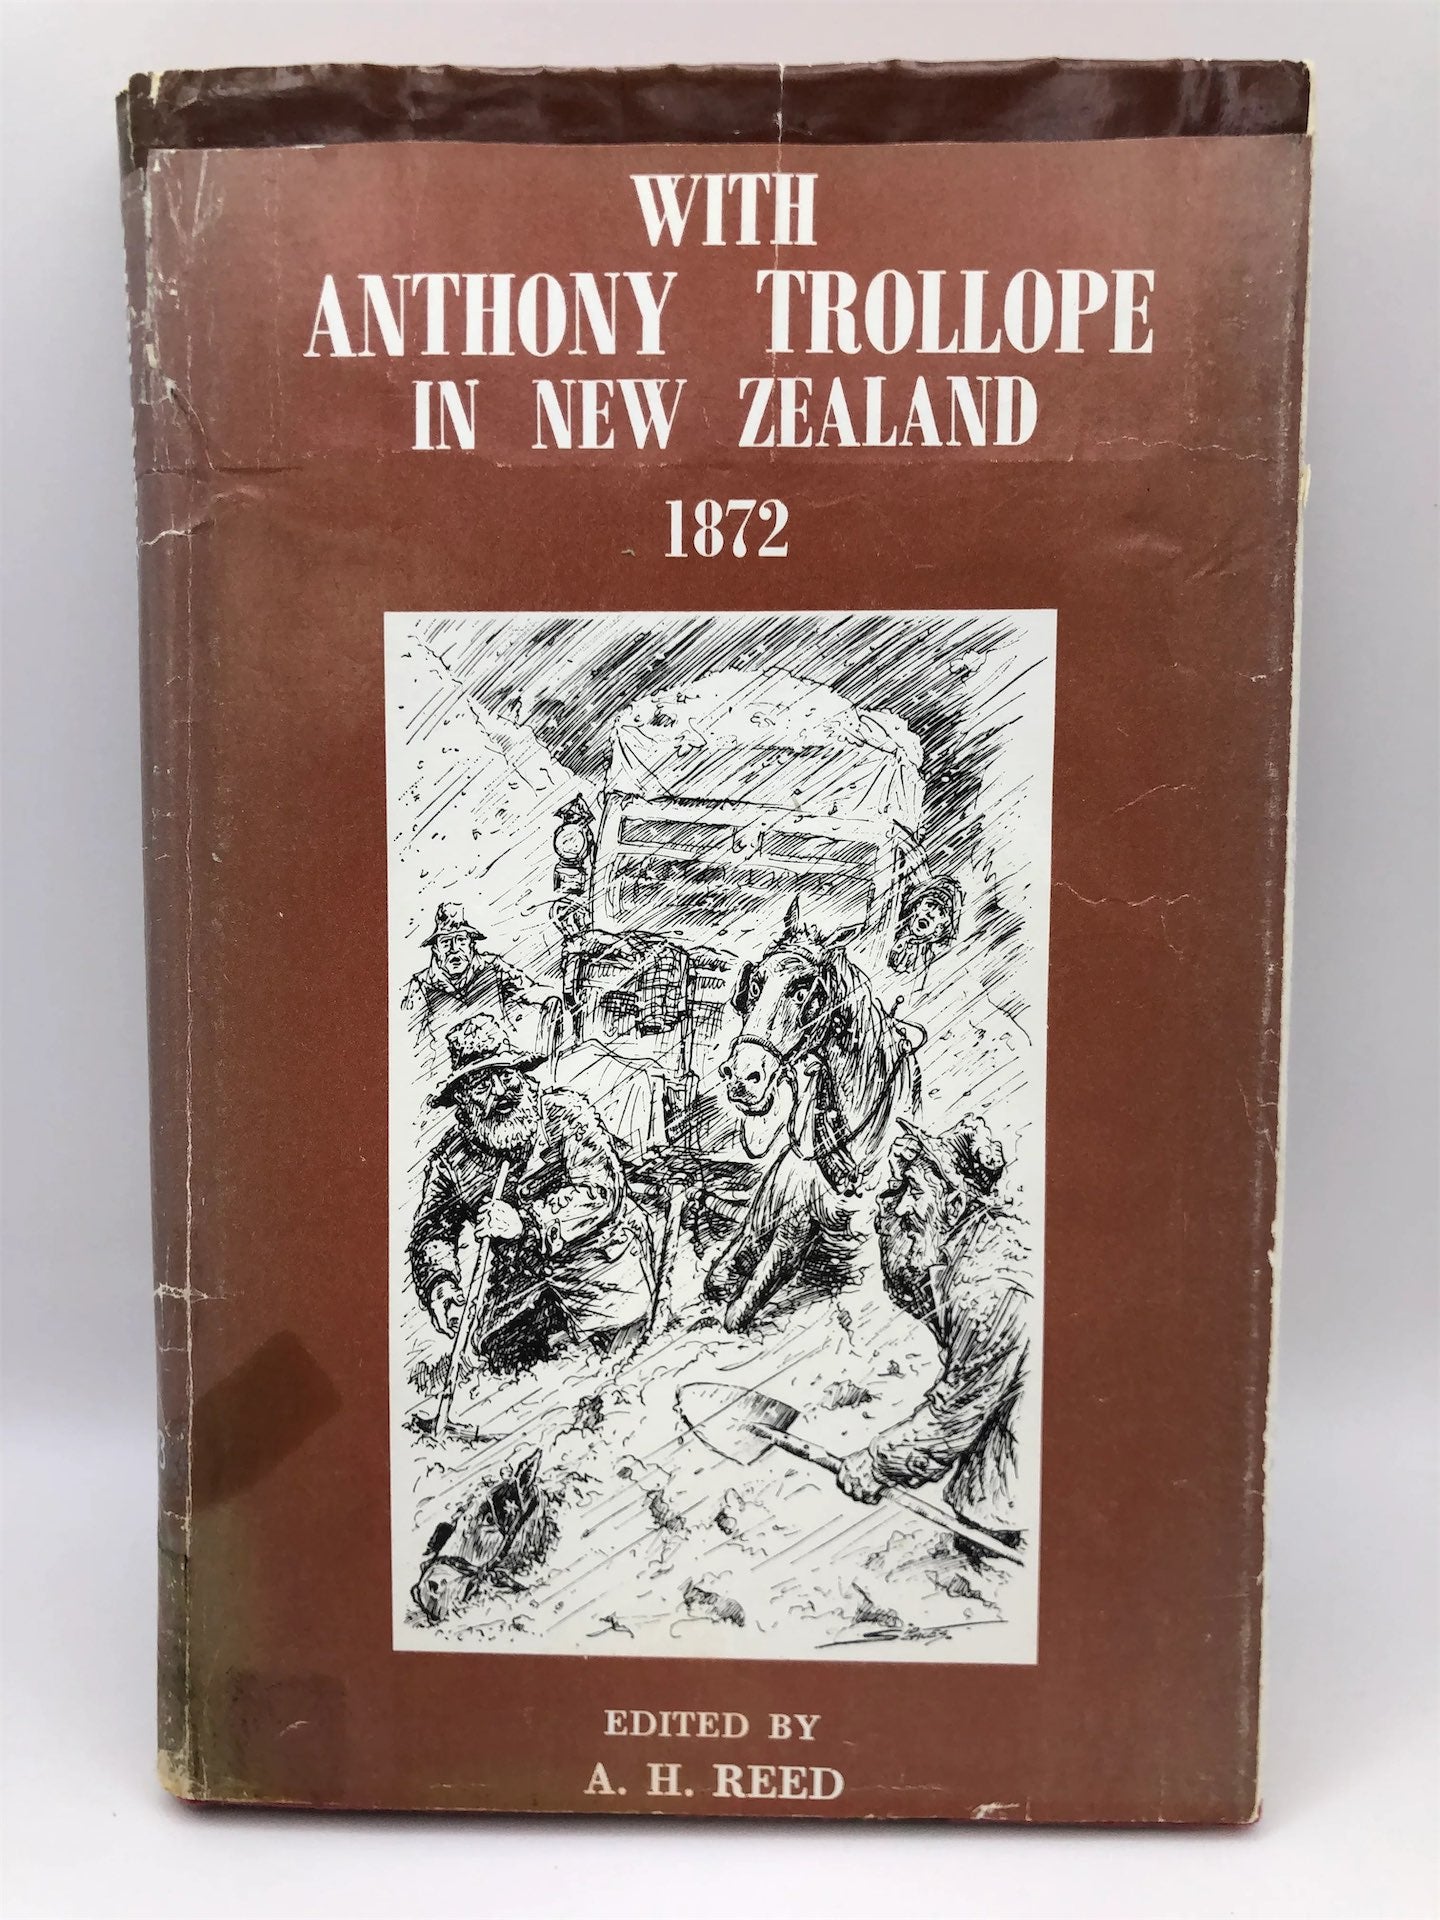 WITH
ANTHONY TROLLOPE
IN NEW ZEALAND
1872
EDITED BY
A. H. REED